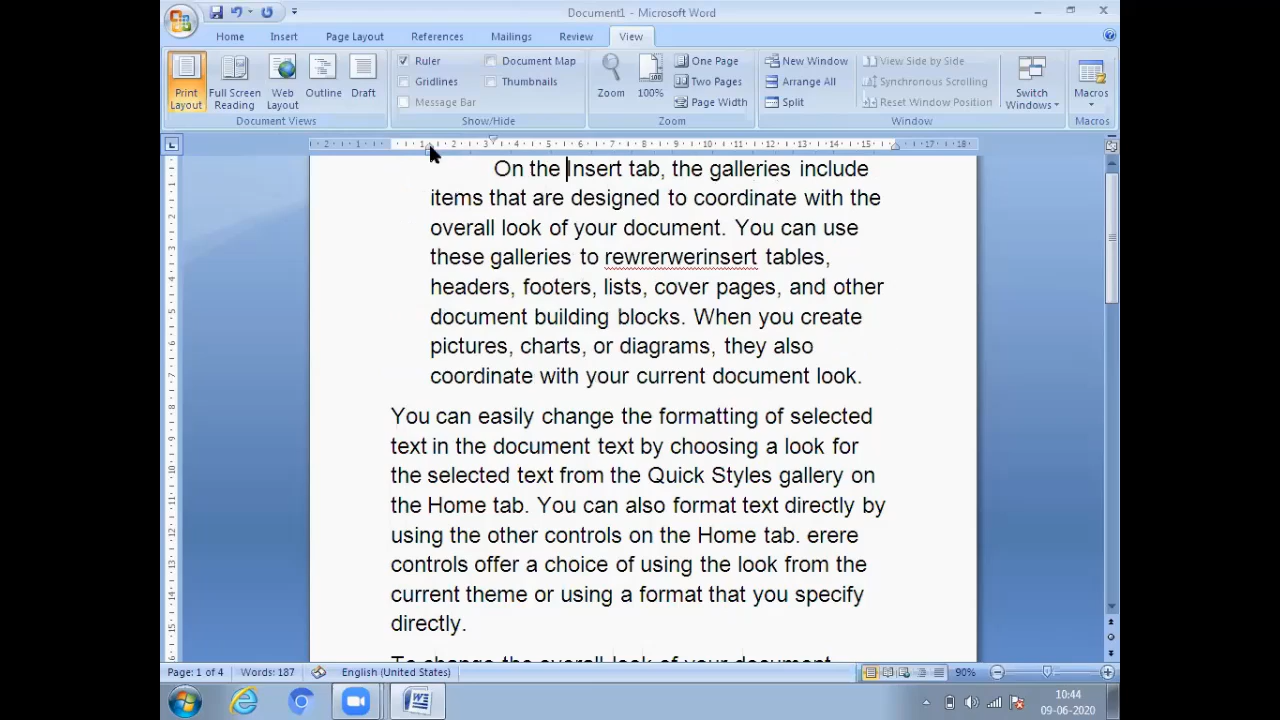 Document1 - Microsoft Word
Home Insert Page Layout References Mailings Review View
Print Layout
Full Screen Reading
Web Layout
Outline
Draft
Document Views
Ruler
Gridlines
Message Bar
Document Map
Thumbnails
Show/Hide
Zoom
100%
One Page
Two Pages
Page Width
Zoom
New Window
Arrange All
Split
View Side by Side
Synchronous Scrolling
Reset Window Position
Switch Windows
Window
Macros
Macros
On the Insert tab, the galleries include
items that are designed to coordinate with the
overall look of your document. You can use
these galleries to rewrerwerinsert tables,
headers, footers, lists, cover pages, and other
document building blocks. When you create
pictures, charts, or diagrams, they also
coordinate with your current document look.
You can easily change the formatting of selected
text in the document text by choosing a look for
the selected text from the Quick Styles gallery on
the Home tab. You can also format text directly by
using the other controls on the Home tab. erere
controls offer a choice of using the look from the
current theme or using a format that you specify
directly.
To change the overall look of your document
Page: 1 of 4 Words: 187 English (United States) 90%
10:44
09-06-2020